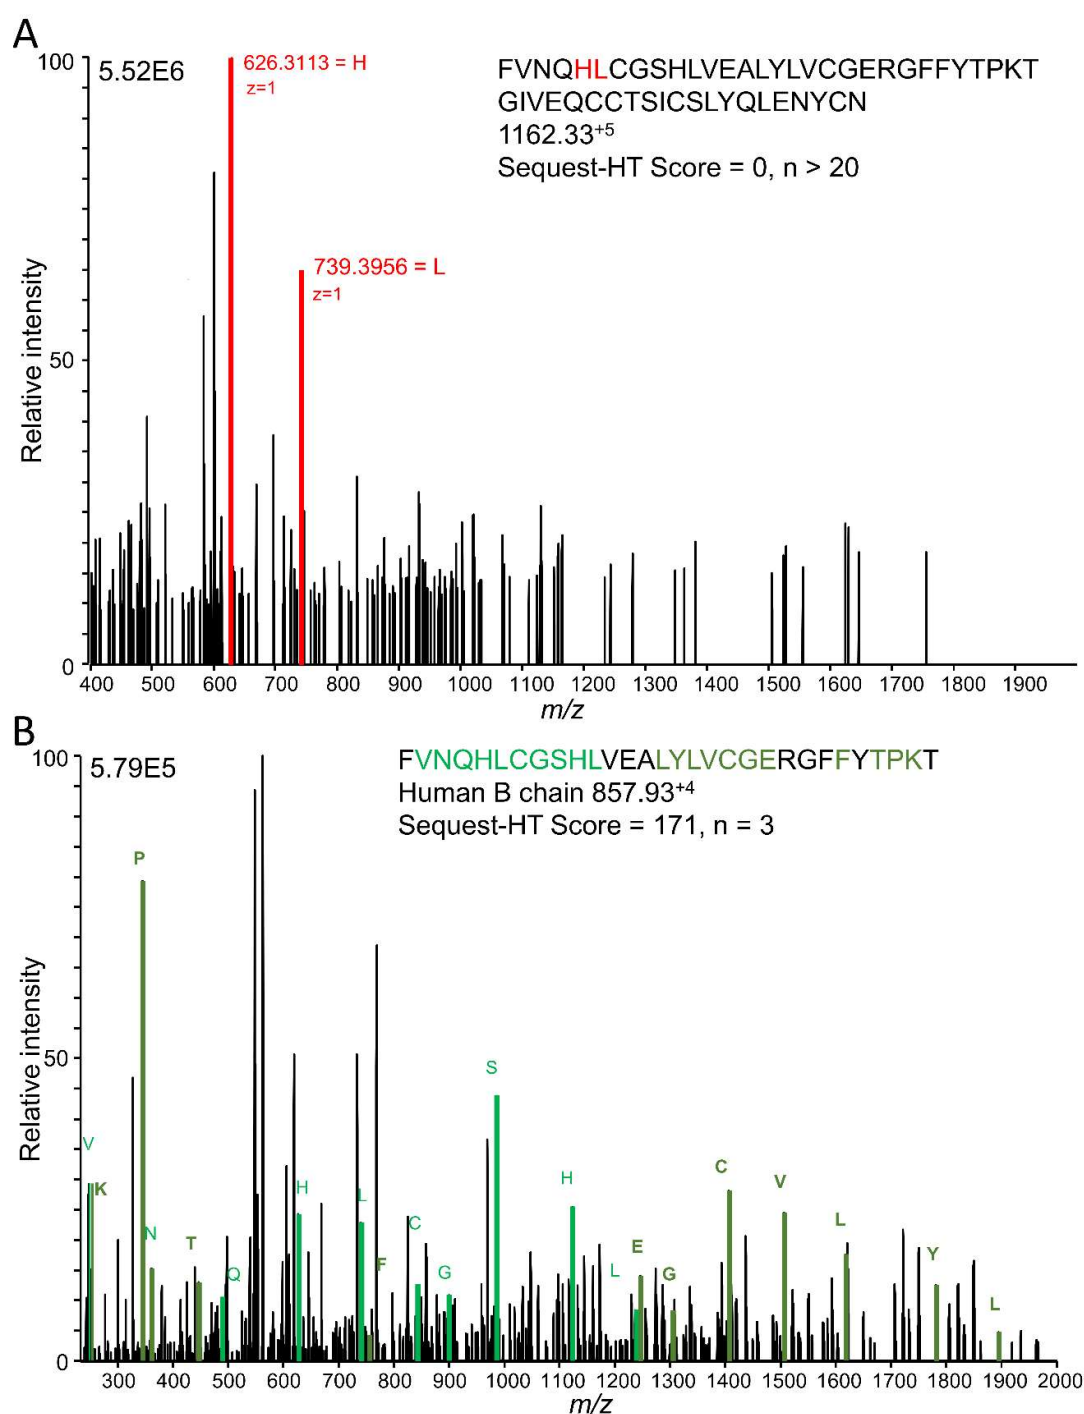 A
100
5.52E6
626.3113 = H
z=1
FVNQHLCGSHLVEALYLVCGERGFFYTPKT
GIVEQCCTSICSLYQLENYCN
1162.33+5
Sequest-HT Score = 0, n > 20
739.3956 = L
z=1
Relative intensity
50
0
400 500 600 700 800 900 1000 1100 1200 1300 1400 1500 1600 1700 1800 1900
m/z
B
100
5.79E5
FVNQHLCGSHLVEALYLVCGERGFFYTPKT
Human B chain 857.93+4
Sequest-HT Score = 171, n = 3
P
Relative intensity
50
S
V
K
H
L
H
C
V
N
T
Q
F
C
G
L
E
G
L
Y
L
0
300 400 500 600 700 800 900 1000 1100 1200 1300 1400 1500 1600 1700 1800 1900 2000
m/z